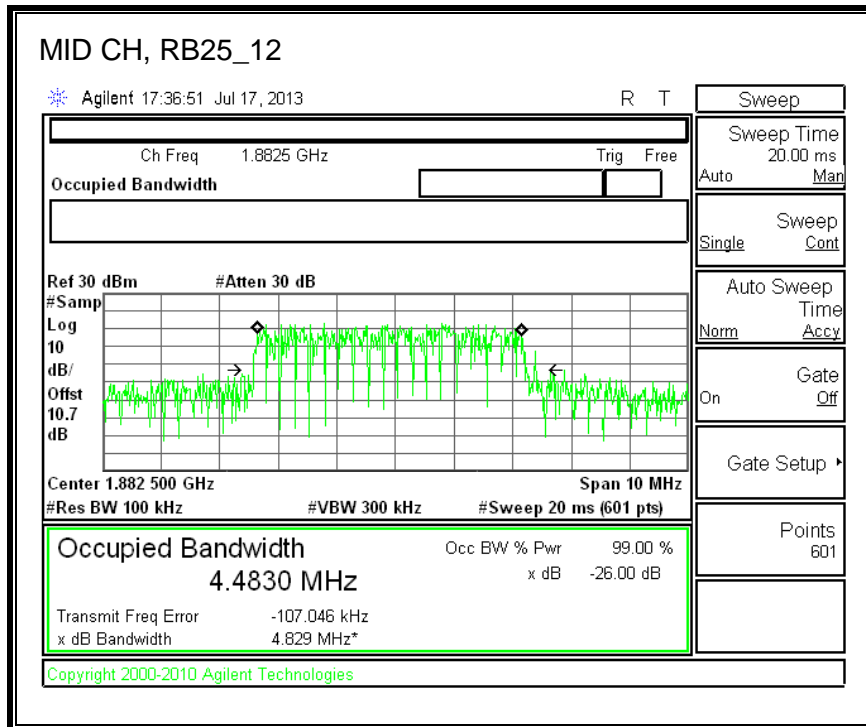 MID CH, RB25_12
Agilent 17:36:51 Jul 17, 2013 R T
Ch Freq 1.8825 GHz Trig Free
Occupied Bandwidth
Ref 30 dBm #Atten 30 dB
#Samp
Log
10
dB/
Offst
10.7
dB
Center 1.882 500 GHz Span 10 MHz
#Res BW 100 kHz #VBW 300 kHz #Sweep 20 ms (601 pts)
Occupied Bandwidth Occ BW % Pwr 99.00 %
4.4830 MHz x dB -26.00 dB
Transmit Freq Error -107.046 kHz
x dB Bandwidth 4.829 MHz*
Copyright 2000-2010 Agilent Technologies
Sweep
Sweep Time
20.00 ms
Auto Man
Sweep
Single Cont
Auto Sweep
Time
Norm Accy
Gate
On Off
Gate Setup
Points
601